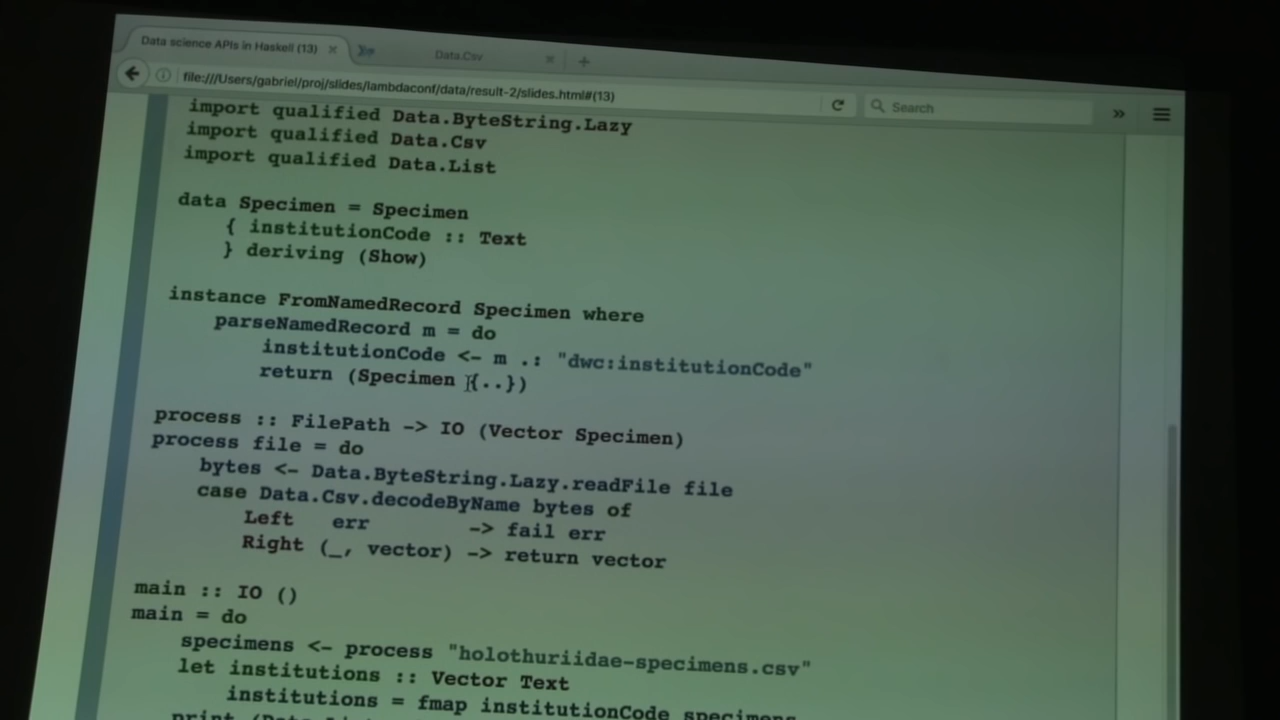 Data science APIs in Haskell (13)
Data.Csv
file:///Users/gabriel/proj/slides/lambdaconf/data/result-2/slides.html#(13)
Search
import qualified Data.ByteString.Lazy
import qualified Data.Csv
import qualified Data.List
data Specimen = Specimen
{ institutionCode :: Text
} deriving (Show)
instance FromNamedRecord Specimen where
parseNamedRecord m = do
institutionCode <- m .: "dwc:institutionCode"
return (Specimen {..})
process :: FilePath -> IO (Vector Specimen)
process file = do
bytes <- Data.ByteString.Lazy.readFile file
case Data.Csv.decodeByName bytes of
Left err -> fail err
Right (_, vector) -> return vector
main :: IO ()
main = do
specimens <- process "holothuriidae-specimens.csv"
let institutions :: Vector Text
institutions = fmap institutionCode specimens
print